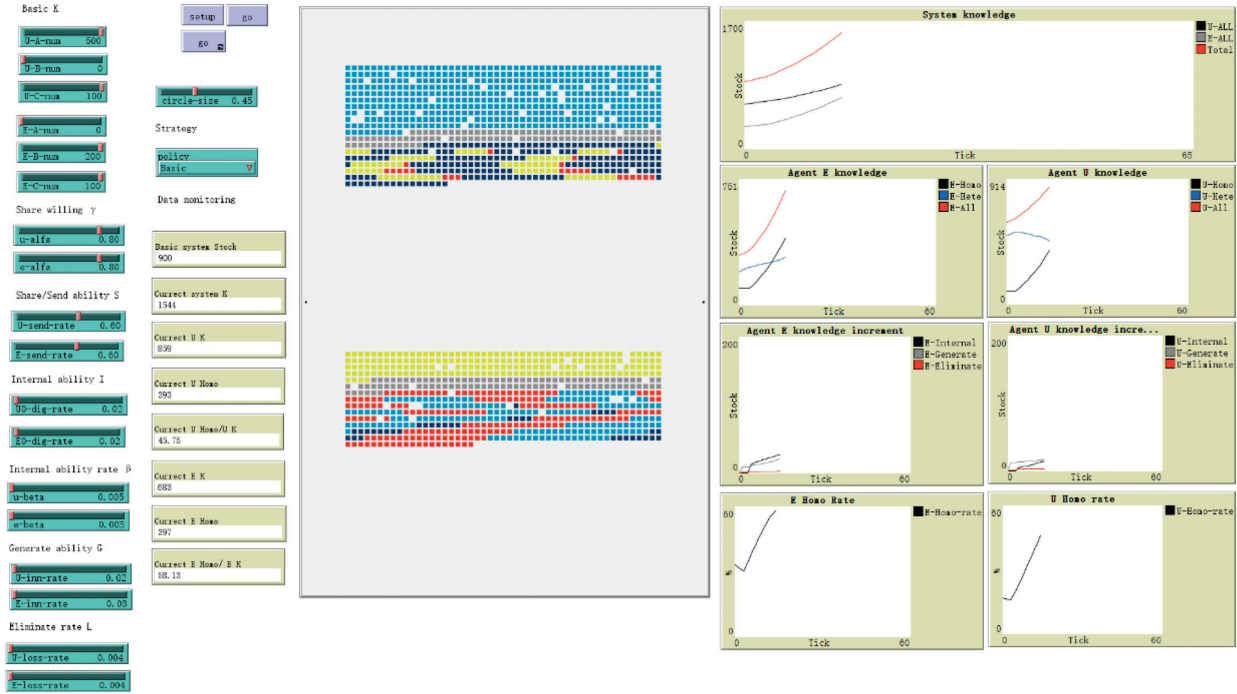 Basic K
U-A-num 500
U-B-num 0
U-C-num 100
E-A-num 0
E-B-num 200
E-C-num 100
Share willing γ
u-alfa 0.80
e-alfa 0.80
Share/Send ability S
U-send-rate 0.60
E-send-rate 0.60
Internal ability I
U0-dig-rate 0.02
E0-dig-rate 0.02
Internal ability rate β
u-beta 0.005
e-beta 0.005
Generate ability G
U-inn-rate 0.02
E-inn-rate 0.03
Eliminate rate L
U-loss-rate 0.004
E-loss-rate 0.004
setup
go
go
circle-size 0.45
Strategy
policy
Basic
Data monitoring
Basic system Stock
900
Currect system K
1544
Currect U K
859
Currect U Homo
393
Currect U Homo/U K
45.75
Currect E K
683
Currect E Homo
397
Currect E Homo/ E K
58.13
System knowledge
1700
Stock
0
Tick
65
U-ALL
E-ALL
Total
Agent E knowledge
751
Stock
0
0
Tick
60
E-Homo
E-Hete
E-All
Agent U knowledge
914
Stock
0
0
Tick
60
U-Homo
U-Hete
U-All
Agent E knowledge increment
200
Stock
0
0
Tick
60
E-Internal
E-Generate
E-Eliminate
Agent U knowledge incre...
200
Stock
0
0
Tick
60
U-Internal
U-Generate
U-Eliminate
E Homo Rate
60
%
0
0
Tick
60
E-Homo-rate
U Homo rate
60
%
0
0
Tick
60
U-Homo-rate